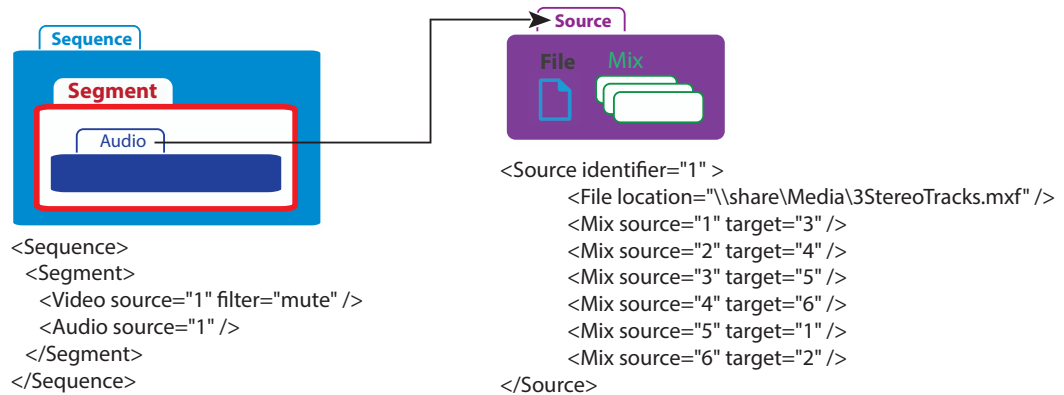 Sequence
Segment
Audio
<Sequence>
<Segment>
<Video source="1" filter="mute" />
<Audio source="1" />
</Segment>
</Sequence>
Source
File Mix
<Source identifier="1" >
<File location="\\share\Media\3StereoTracks.mxf" />
<Mix source="1" target="3" />
<Mix source="2" target="4" />
<Mix source="3" target="5" />
<Mix source="4" target="6" />
<Mix source="5" target="1" />
<Mix source="6" target="2" />
</Source>